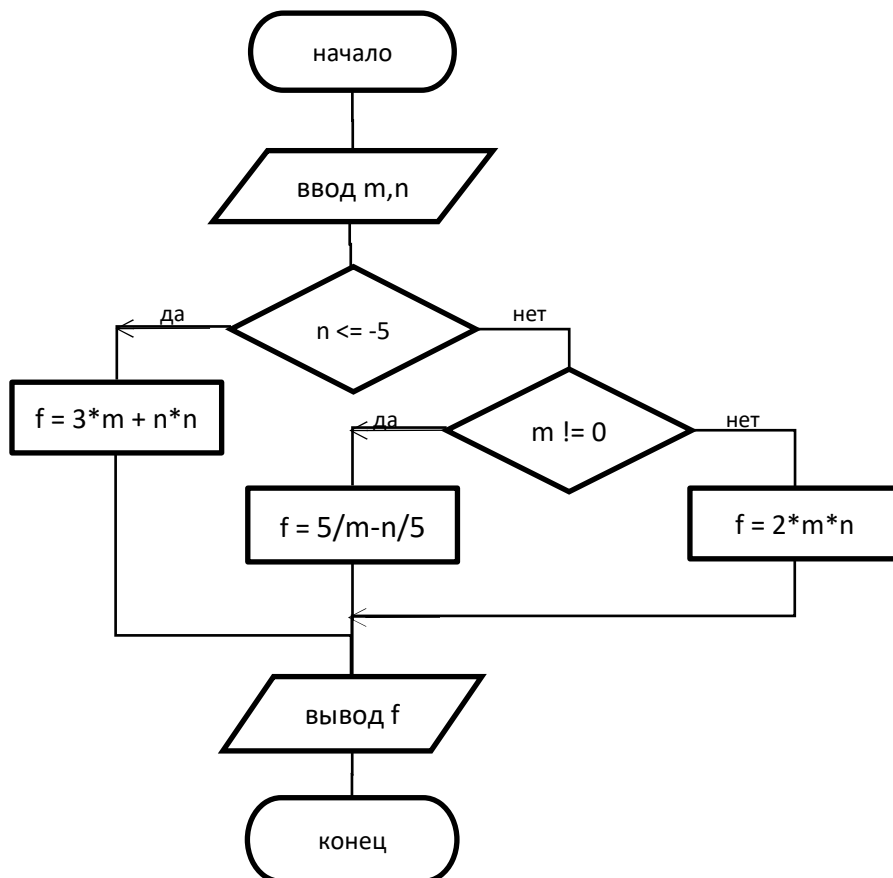 начало
ввод m,n
да
n <= -5
нет
f = 3*m + n*n
да
m != 0
нет
f = 5/m-n/5
f = 2*m*n
вывод f
конец